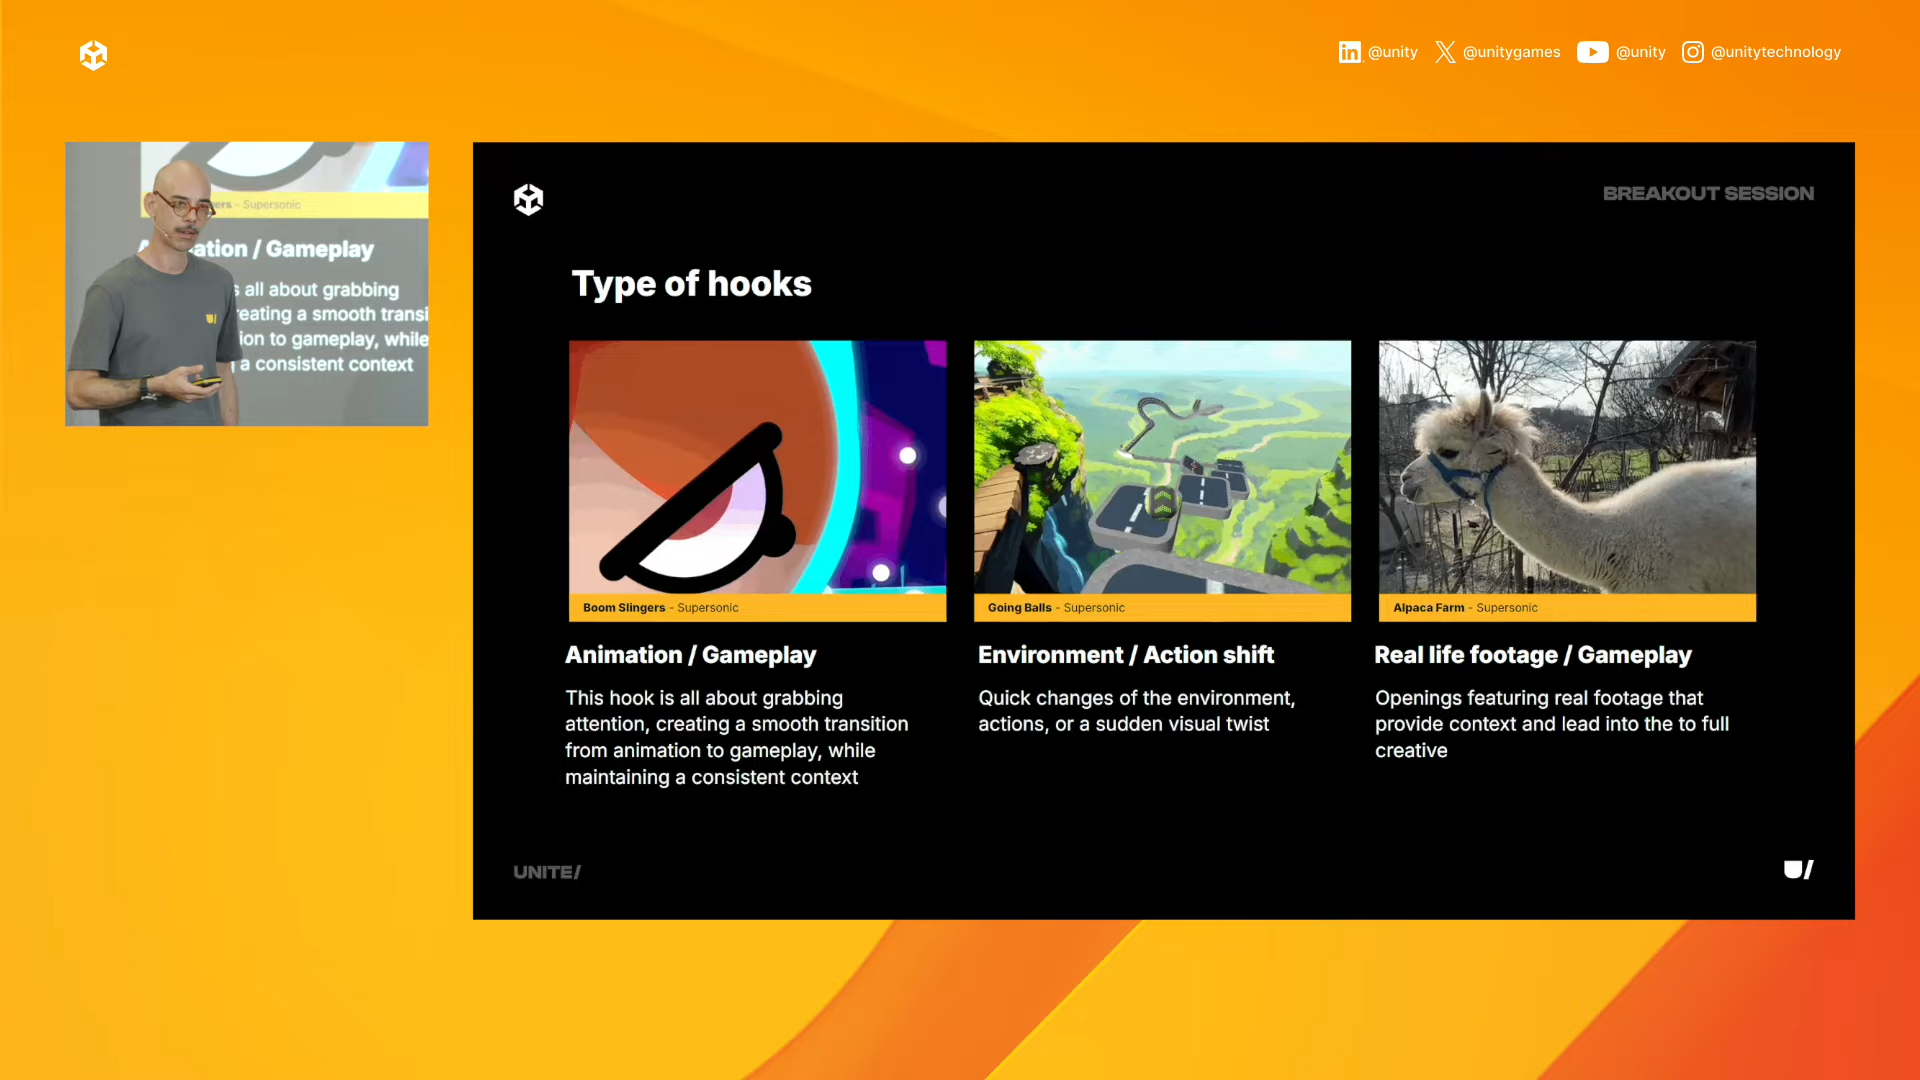 @unity @unitygames @unity @unitytechnology
ers - Supersonic
ation / Gameplay
s all about grabbing
reating a smooth transi
ion to gameplay, while
a consistent context
BREAKOUT SESSION
Type of hooks
Boom Slingers - Supersonic
Animation / Gameplay
This hook is all about grabbing
attention, creating a smooth transition
from animation to gameplay, while
maintaining a consistent context
Going Balls - Supersonic
Environment / Action shift
Quick changes of the environment,
actions, or a sudden visual twist
Alpaca Farm - Supersonic
Real life footage / Gameplay
Openings featuring real footage that
provide context and lead into the to full
creative
UNITE/
U/